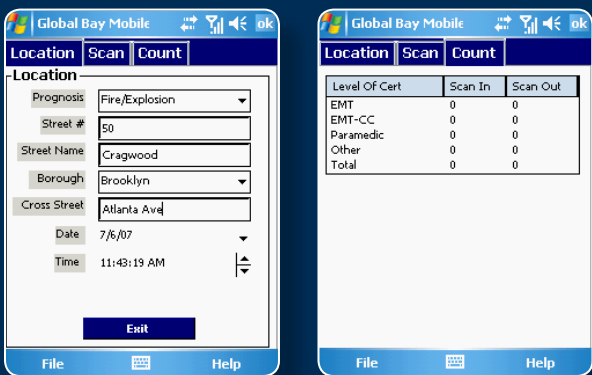 Global Bay Mobile ok
Location Scan Count
Location
Prognosis Fire/Explosion
Street # 50
Street Name Cragwood
Borough Brooklyn
Cross Street Atlanta Ave
Date 7/6/07
Time 11:43:19 AM
Exit
File Help
Global Bay Mobile ok
Location Scan Count
Level Of Cert Scan In Scan Out
EMT 0 0
EMT-CC 0 0
Paramedic 0 0
Other 0 0
Total 0 0
File Help